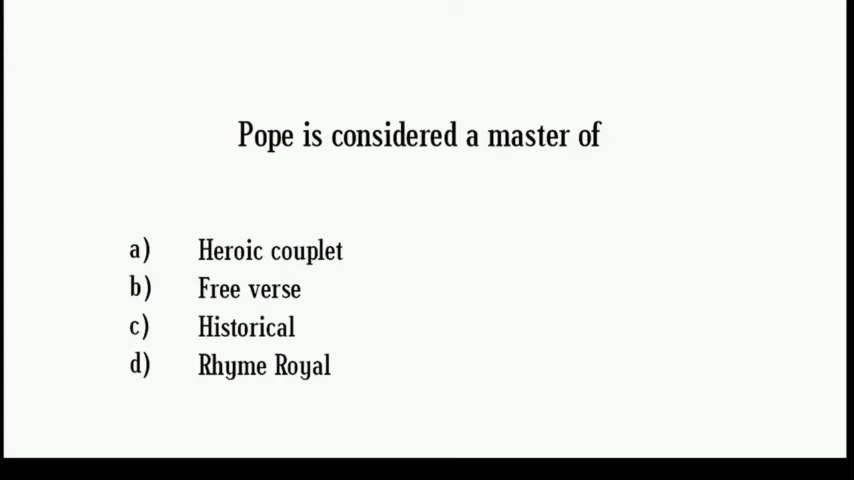 Pope is considered a master of
a) Heroic couplet
b) Free verse
c) Historical
d) Rhyme Royal